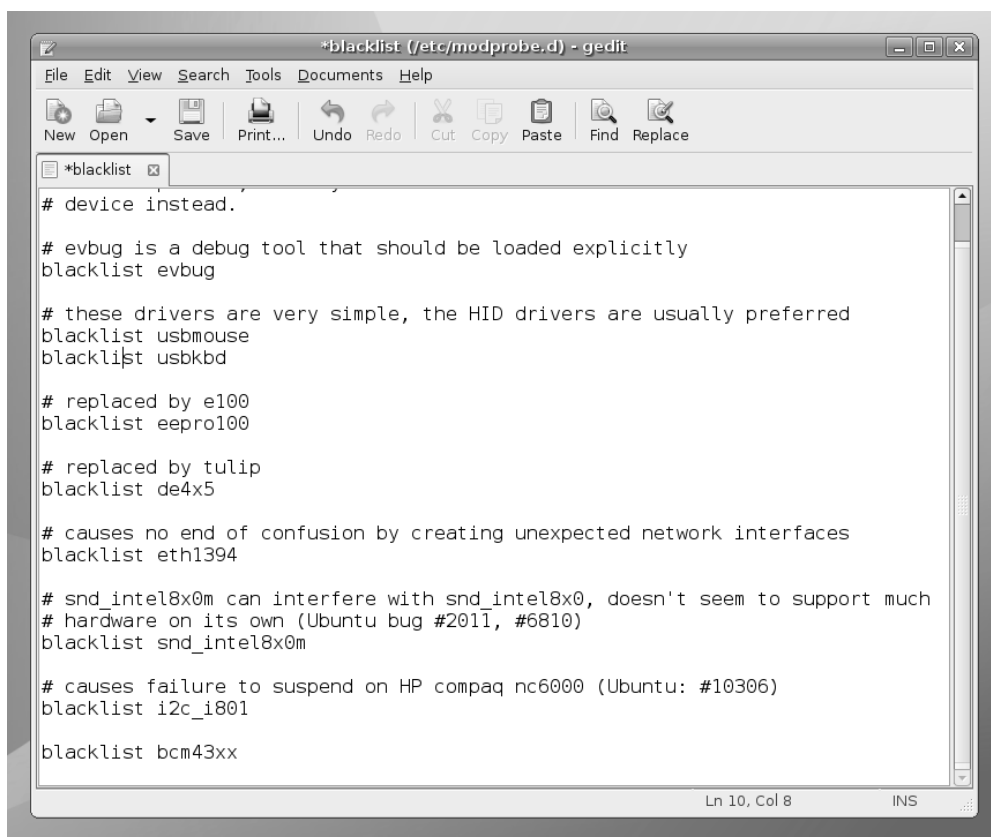 *blacklist (/etc/modprobe.d) - gedit
File Edit View Search Tools Documents Help
New Open Save Print... Undo Redo Cut Copy Paste Find Replace
*blacklist
# device instead.
# evbug is a debug tool that should be loaded explicitly
blacklist evbug
# these drivers are very simple, the HID drivers are usually preferred
blacklist usbmouse
blacklist usbkbd
# replaced by e100
blacklist eepro100
# replaced by tulip
blacklist de4x5
# causes no end of confusion by creating unexpected network interfaces
blacklist eth1394
# snd_intel8x0m can interfere with snd_intel8x0, doesn't seem to support much
# hardware on its own (Ubuntu bug #2011, #6810)
blacklist snd_intel8x0m
# causes failure to suspend on HP compaq nc6000 (Ubuntu: #10306)
blacklist i2c_i801
blacklist bcm43xx
Ln 10, Col 8 INS